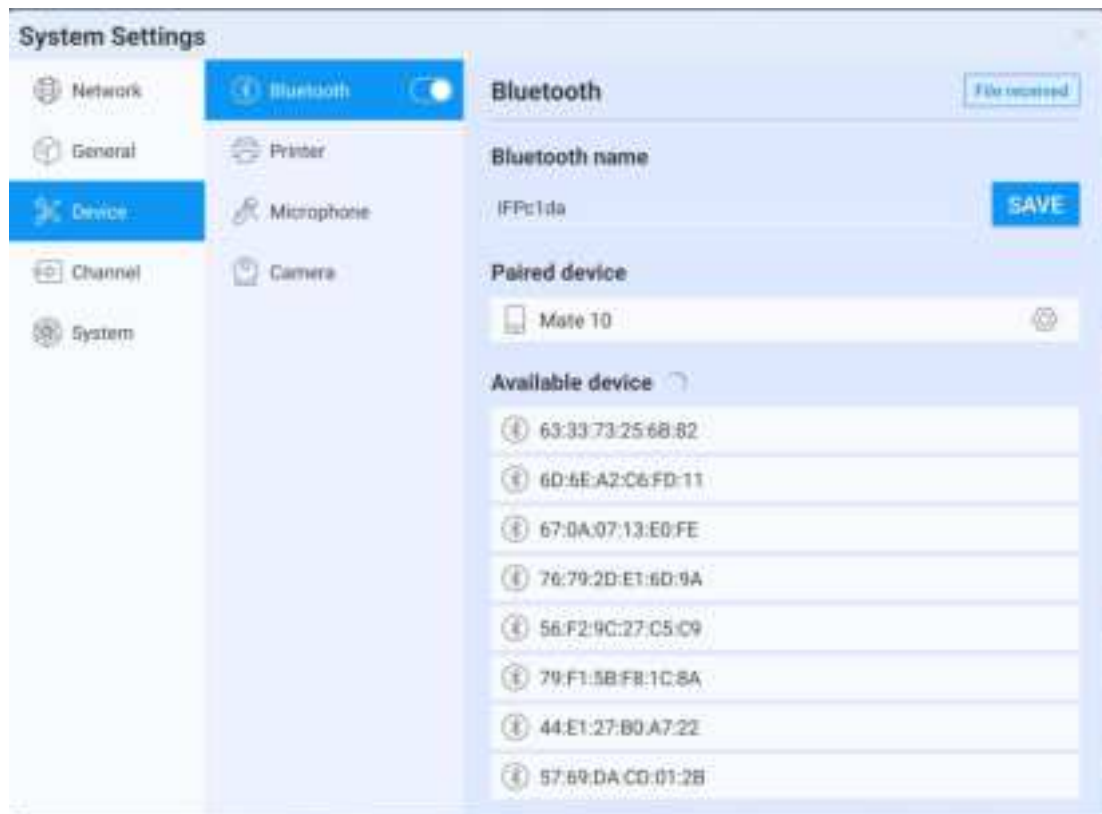 System Settings
Network
General
Device
Channel
System
Bluetooth
Printer
Microphone
Camera
Bluetooth
File received
Bluetooth name
IFPc1da
SAVE
Paired device
Mate 10
Available device
63:33:73:25:6B:82
6D:6E:A2:C6:FD:11
67:0A:07:13:E0:FE
76:79:2D:E1:6D:9A
56:F2:9C:27:C5:C9
79:F1:5B:F8:1C:8A
44:E1:27:B0:A7:22
57:69:DA:CD:01:2B